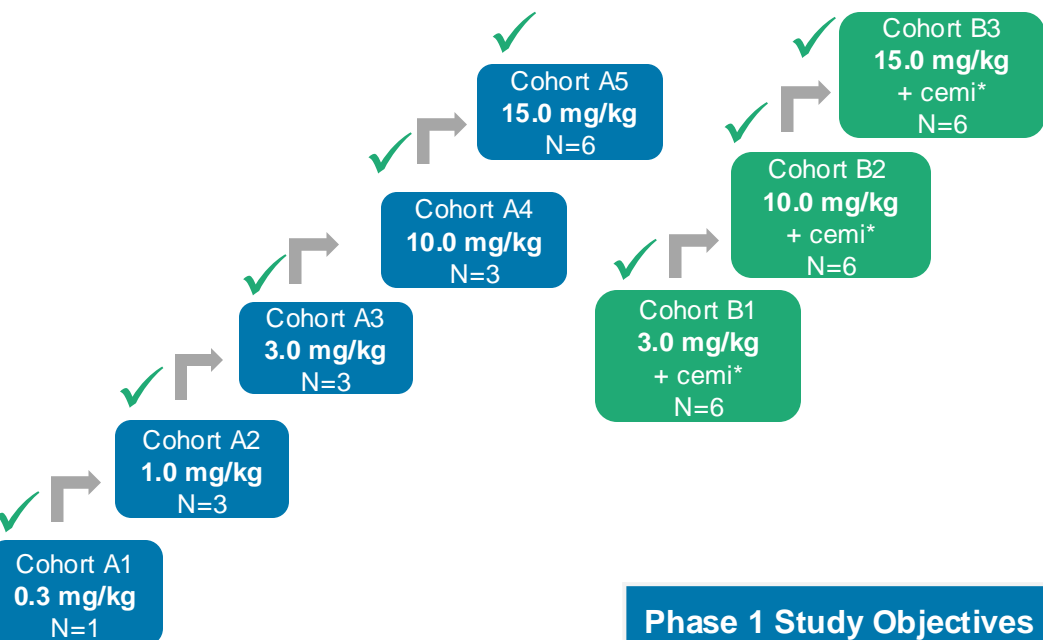 Cohort A5
15.0 mg/kg
N=6
Cohort B3
15.0 mg/kg
+ cemi*
N=6
Cohort A4
10.0 mg/kg
N=3
Cohort B2
10.0 mg/kg
+ cemi*
N=6
Cohort A3
3.0 mg/kg
N=3
Cohort B1
3.0 mg/kg
+ cemi*
N=6
Cohort A2
1.0 mg/kg
N=3
Cohort A1
0.3 mg/kg
N=1
Phase 1 Study Objectives